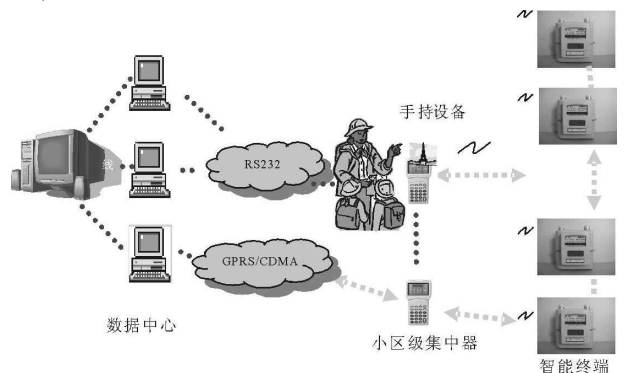 手持设备
线
RS232
GPRS/CDMA
数据中心
小区级集中器
智能终端